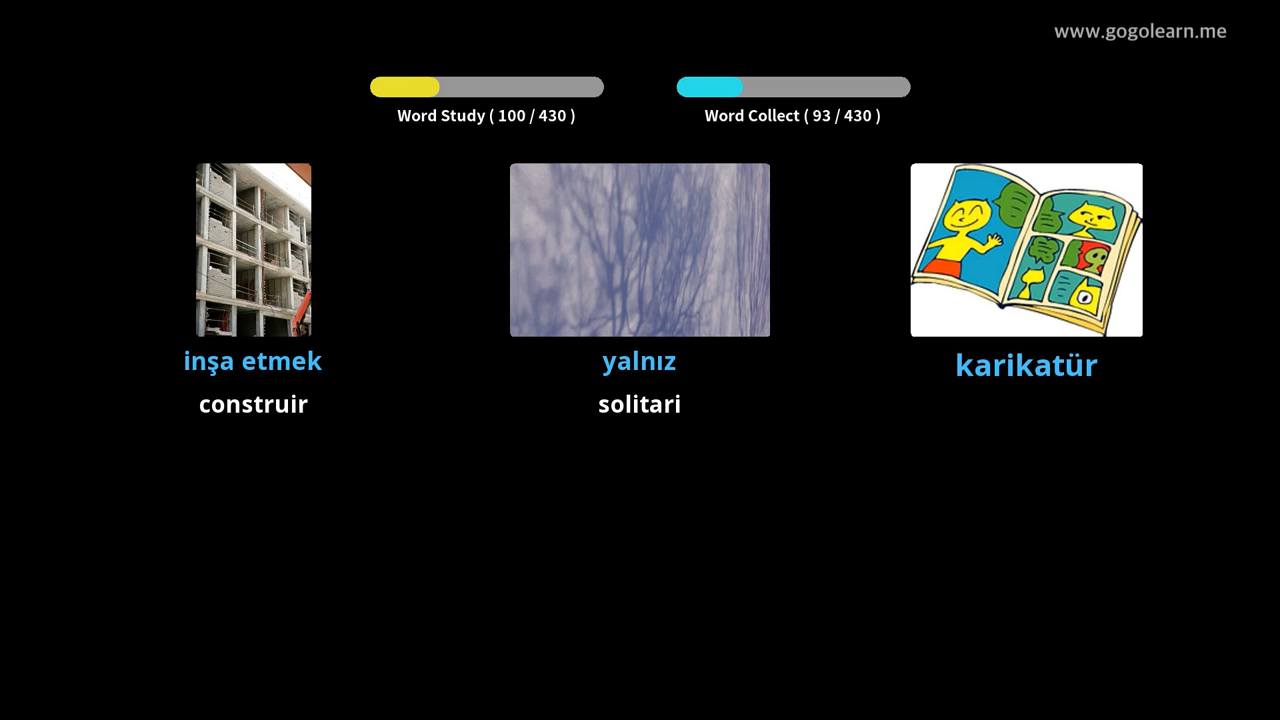 www.gogolearn.me
Word Study ( 100 / 430 )
Word Collect ( 93 / 430 )
inşa etmek
construir
yalnız
solitari
karikatür